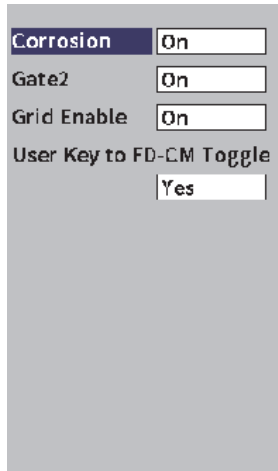 Corrosion On
Gate2 On
Grid Enable On
User Key to FD-CM Toggle
Yes